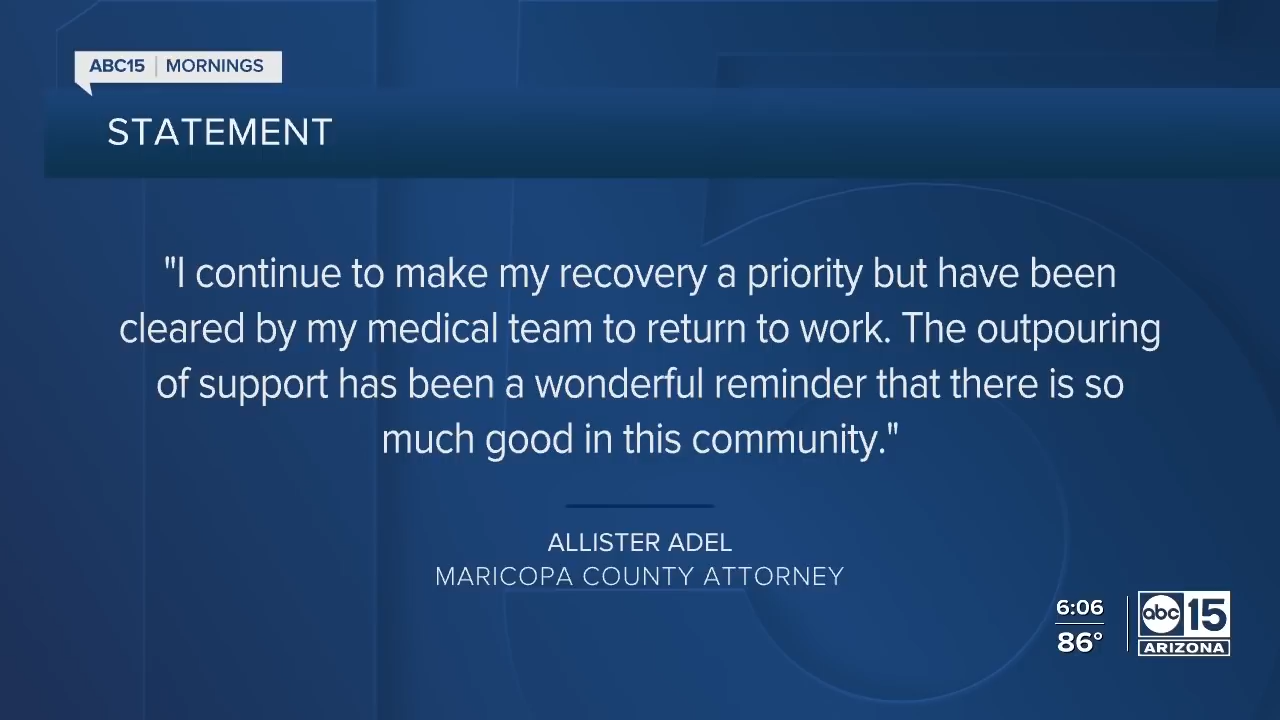 ABC15 | MORNINGS
STATEMENT
"I continue to make my recovery a priority but have been
cleared by my medical team to return to work. The outpouring
of support has been a wonderful reminder that there is so
much good in this community."
ALLISTER ADEL
MARICOPA COUNTY ATTORNEY
6:06
86°
abc 15
ARIZONA